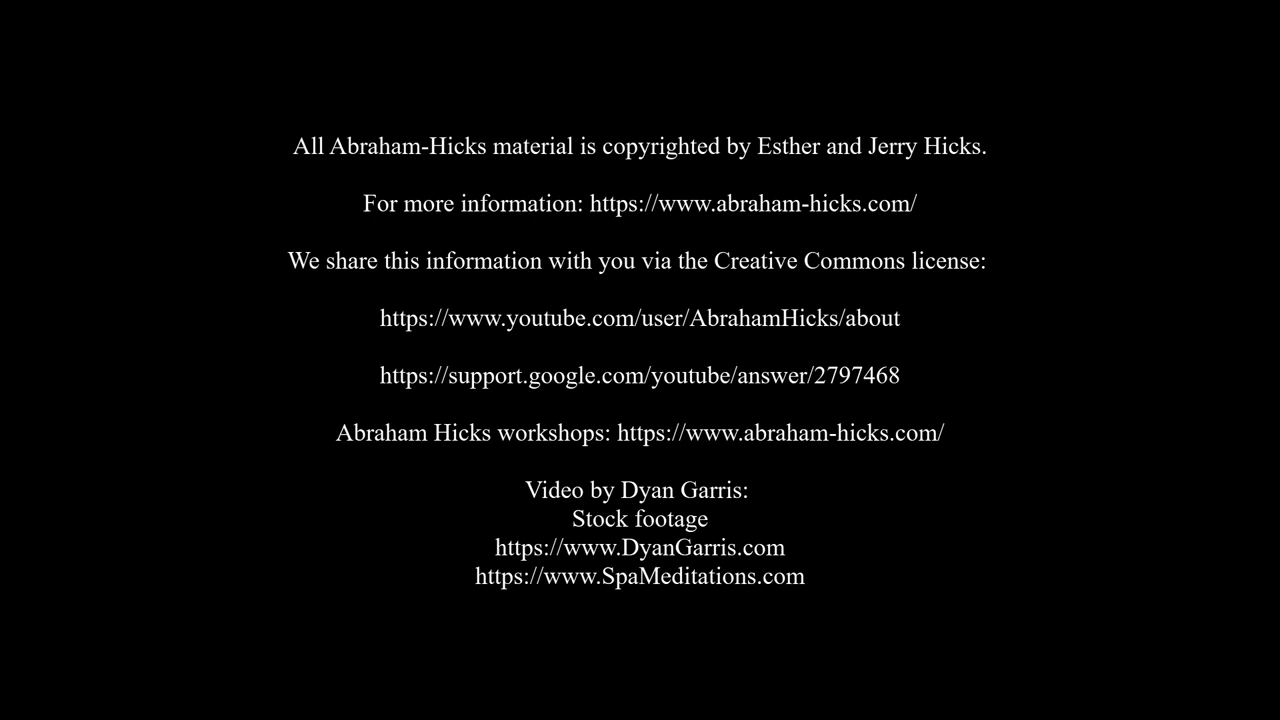 All Abraham-Hicks material is copyrighted by Esther and Jerry Hicks.
For more information: https://www.abraham-hicks.com/
We share this information with you via the Creative Commons license:
https://www.youtube.com/user/AbrahamHicks/about
https://support.google.com/youtube/answer/2797468
Abraham Hicks workshops: https://www.abraham-hicks.com/
Video by Dyan Garris:
Stock footage
https://www.DyanGarris.com
https://www.SpaMeditations.com